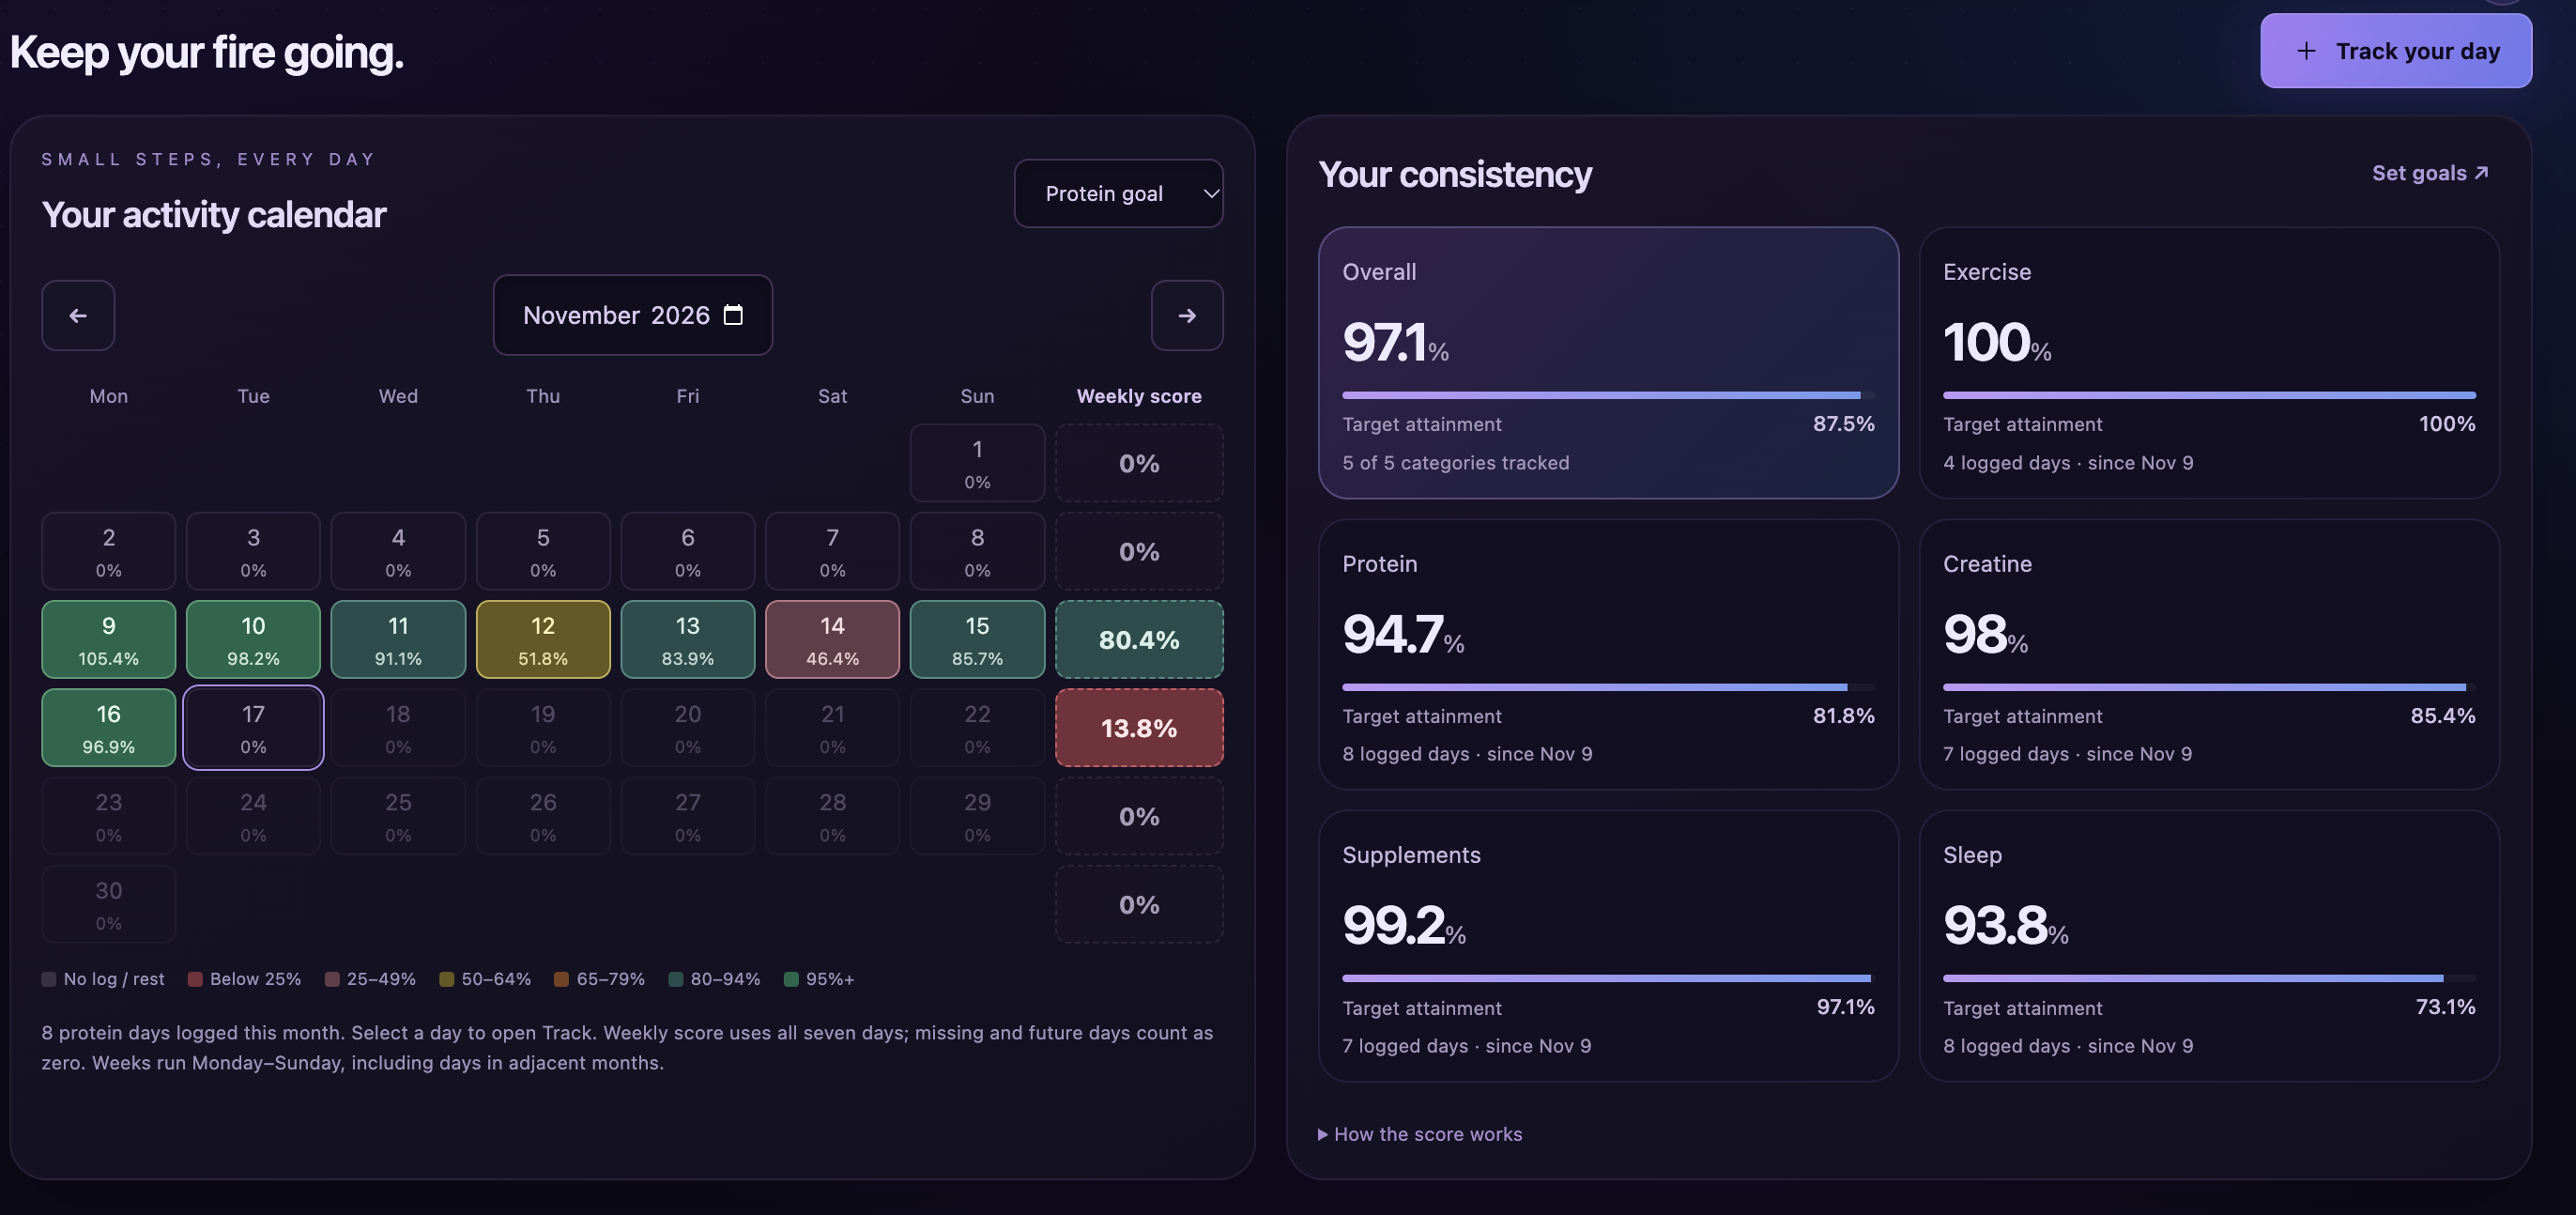 Keep your fire going.
+ Track your day
SMALL STEPS, EVERY DAY
Your activity calendar
Protein goal
← November 2026 →
Mon Tue Wed Thu Fri Sat Sun Weekly score
1
0% 0%
2 3 4 5 6 7 8
0% 0% 0% 0% 0% 0% 0% 0%
9 10 11 12 13 14 15
105.4% 98.2% 91.1% 51.8% 83.9% 46.4% 85.7% 80.4%
16 17 18 19 20 21 22
96.9% 0% 0% 0% 0% 0% 0% 13.8%
23 24 25 26 27 28 29
0% 0% 0% 0% 0% 0% 0% 0%
30
0% 0%
No log / rest Below 25% 25–49% 50–64% 65–79% 80–94% 95%+
8 protein days logged this month. Select a day to open Track. Weekly score uses all seven days; missing and future days count as
zero. Weeks run Monday–Sunday, including days in adjacent months.
Your consistency
Set goals ↗
Overall
97.1%
Target attainment 87.5%
5 of 5 categories tracked
Exercise
100%
Target attainment 100%
4 logged days · since Nov 9
Protein
94.7%
Target attainment 81.8%
8 logged days · since Nov 9
Creatine
98%
Target attainment 85.4%
7 logged days · since Nov 9
Supplements
99.2%
Target attainment 97.1%
7 logged days · since Nov 9
Sleep
93.8%
Target attainment 73.1%
8 logged days · since Nov 9
▶ How the score works